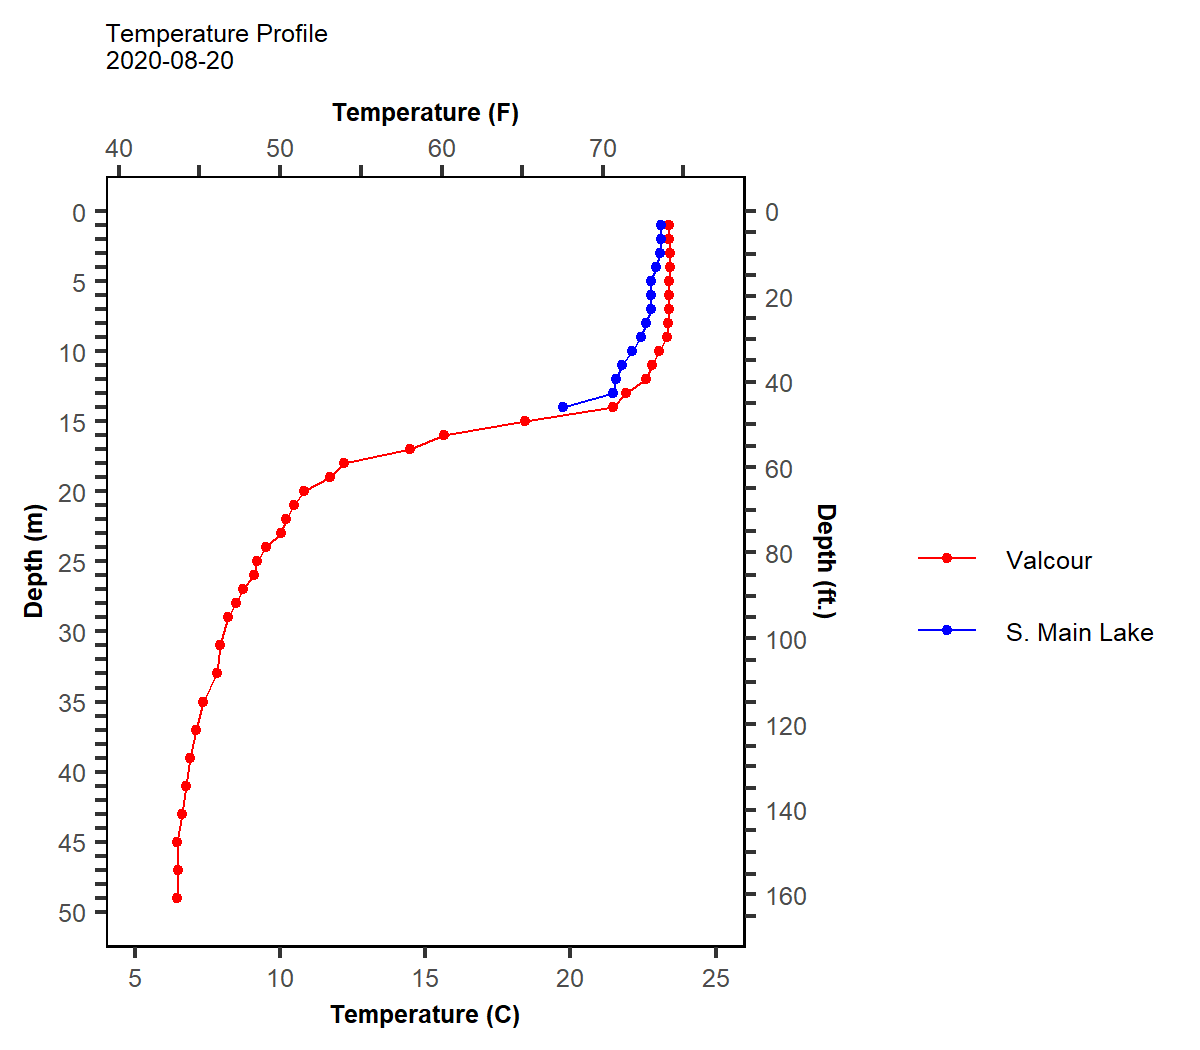 Temperature Profile
2020-08-20
Temperature (F)
40 50 60 70
0 0
5
20
10
40
15
60
20
Depth (m)
Depth (ft.)
80
25
Valcour
30
100
S. Main Lake
35
120
40
140
45
160
50
5 10 15 20 25
Temperature (C)